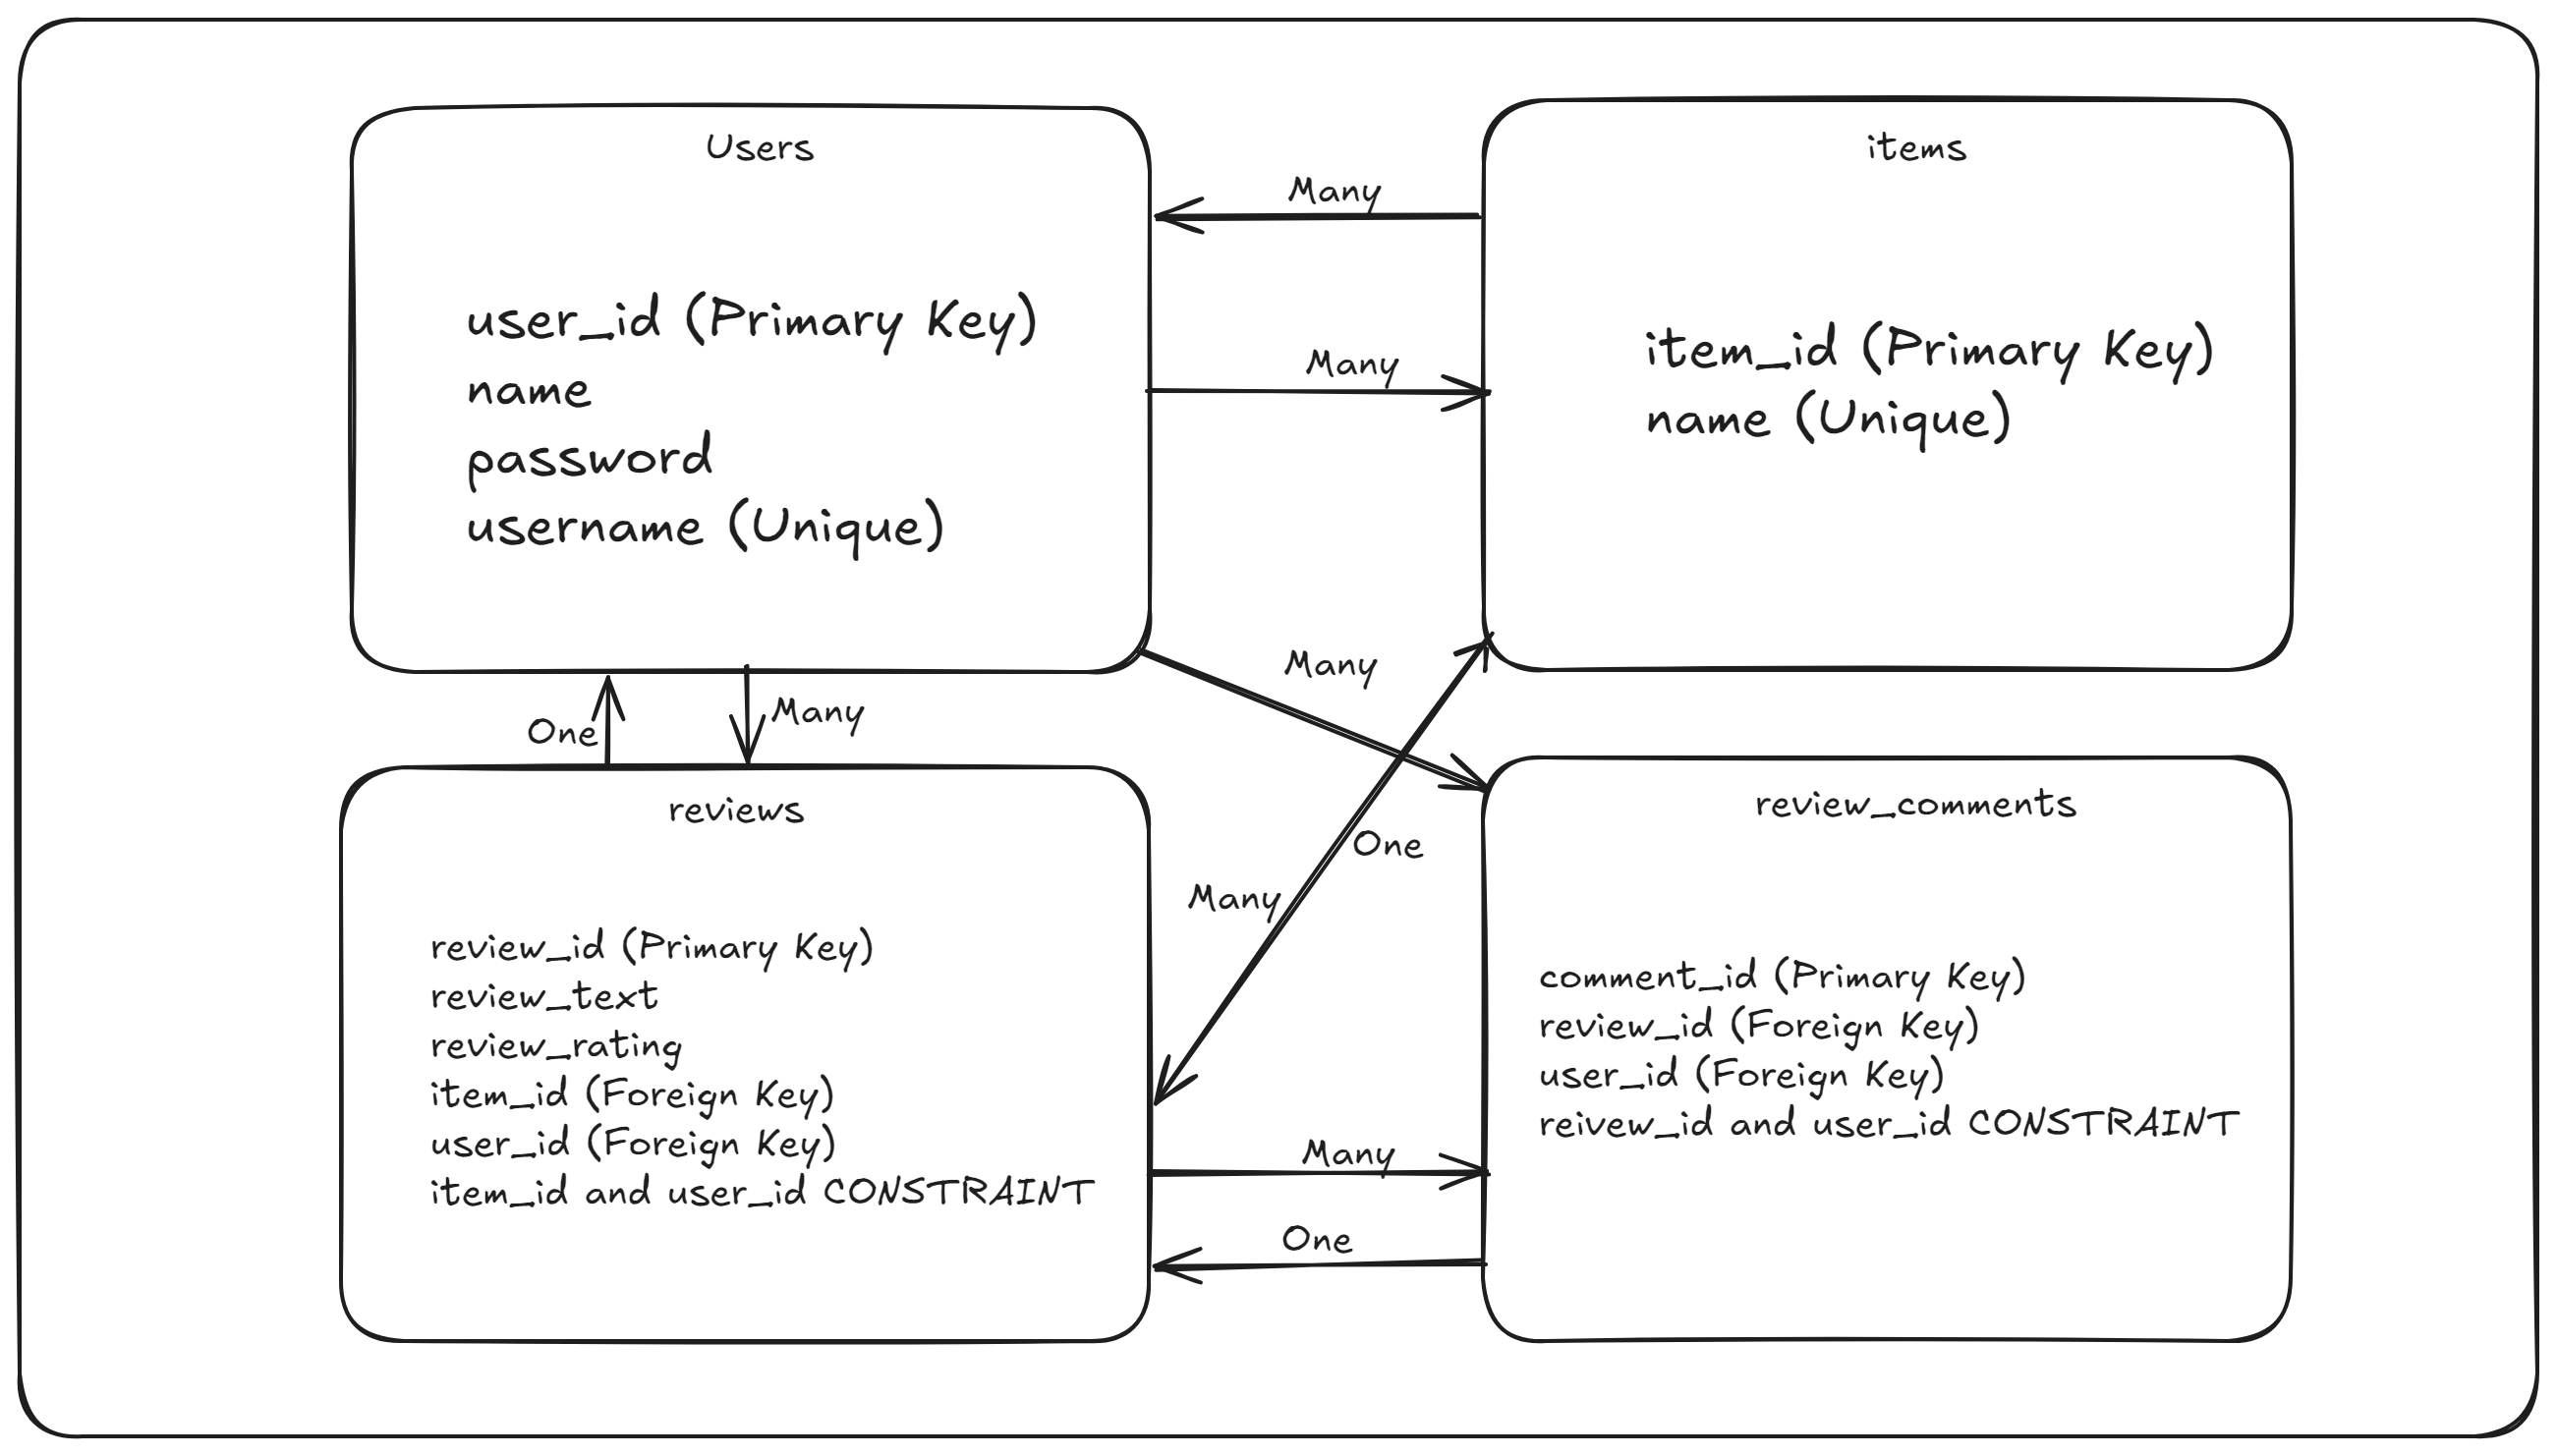 Users
user_id (Primary Key)
name
password
username (Unique)
Many
Many
items
item_id (Primary Key)
name (Unique)
One
Many
Many
One
Many
reviews
review_id (Primary Key)
review_text
review_rating
item_id (Foreign Key)
user_id (Foreign Key)
item_id and user_id CONSTRAINT
Many
One
review_comments
comment_id (Primary Key)
review_id (Foreign Key)
user_id (Foreign Key)
reivew_id and user_id CONSTRAINT